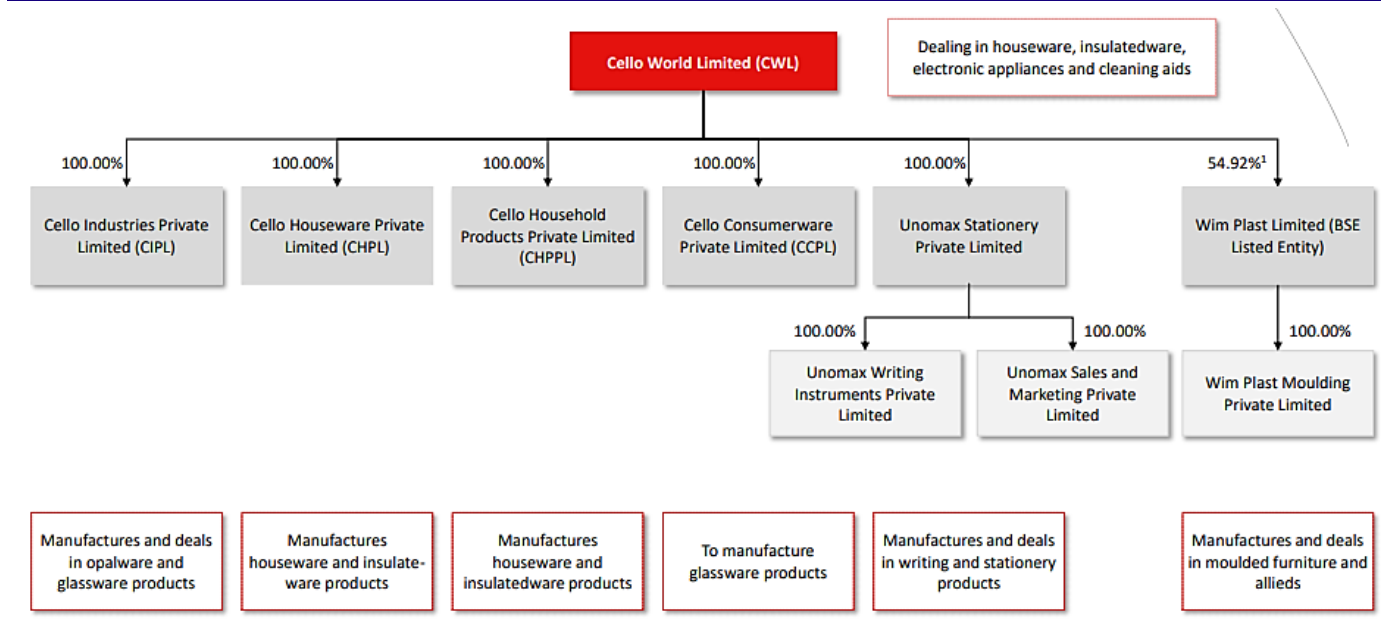 Cello World Limited (CWL)
Dealing in houseware, insulatedware,
electronic appliances and cleaning aids
100.00%
100.00%
100.00%
100.00%
100.00%
54.92%¹
Cello Industries Private
Limited (CIPL)
Cello Houseware Private
Limited (CHPL)
Cello Household
Products Private Limited
(CHPPL)
Cello Consumerware
Private Limited (CCPL)
Unomax Stationery
Private Limited
Wim Plast Limited (BSE
Listed Entity)
100.00%
100.00%
100.00%
Unomax Writing
Instruments Private
Limited
Unomax Sales and
Marketing Private
Limited
Wim Plast Moulding
Private Limited
Manufactures and deals
in opalware and
glassware products
Manufactures
houseware and insulate-
ware products
Manufactures
houseware and
insulatedware products
To manufacture
glassware products
Manufactures and deals
in writing and stationery
products
Manufactures and deals
in moulded furniture and
allieds